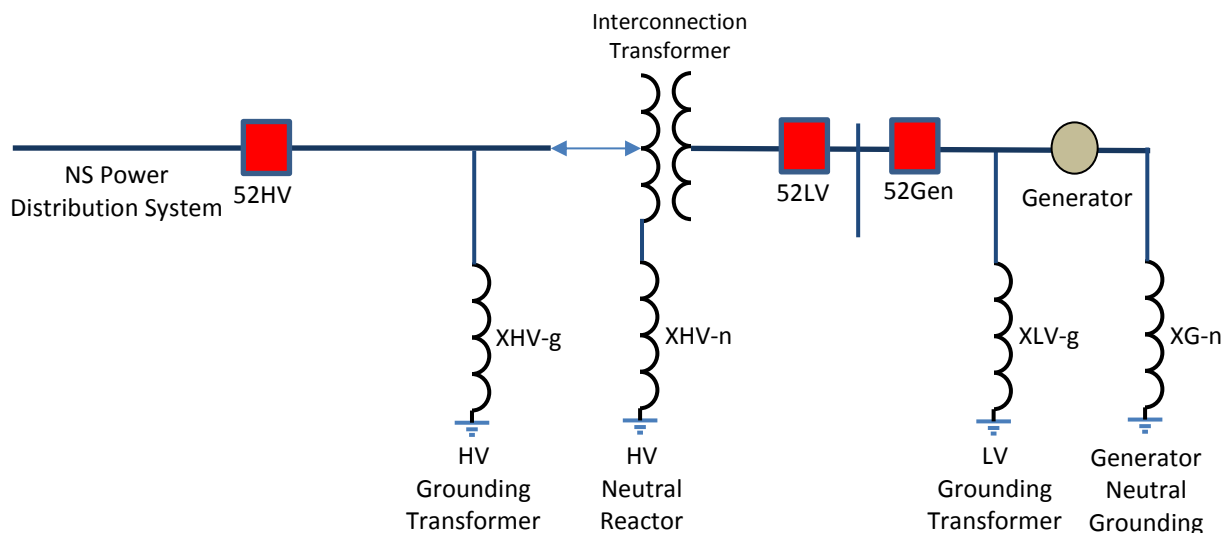 Interconnection
Transformer
NS Power
Distribution System
52HV
52LV
52Gen
Generator
XHV-g
XHV-n
XLV-g
XG-n
HV
Grounding
Transformer
HV
Neutral
Reactor
LV
Grounding
Transformer
Generator
Neutral
Grounding